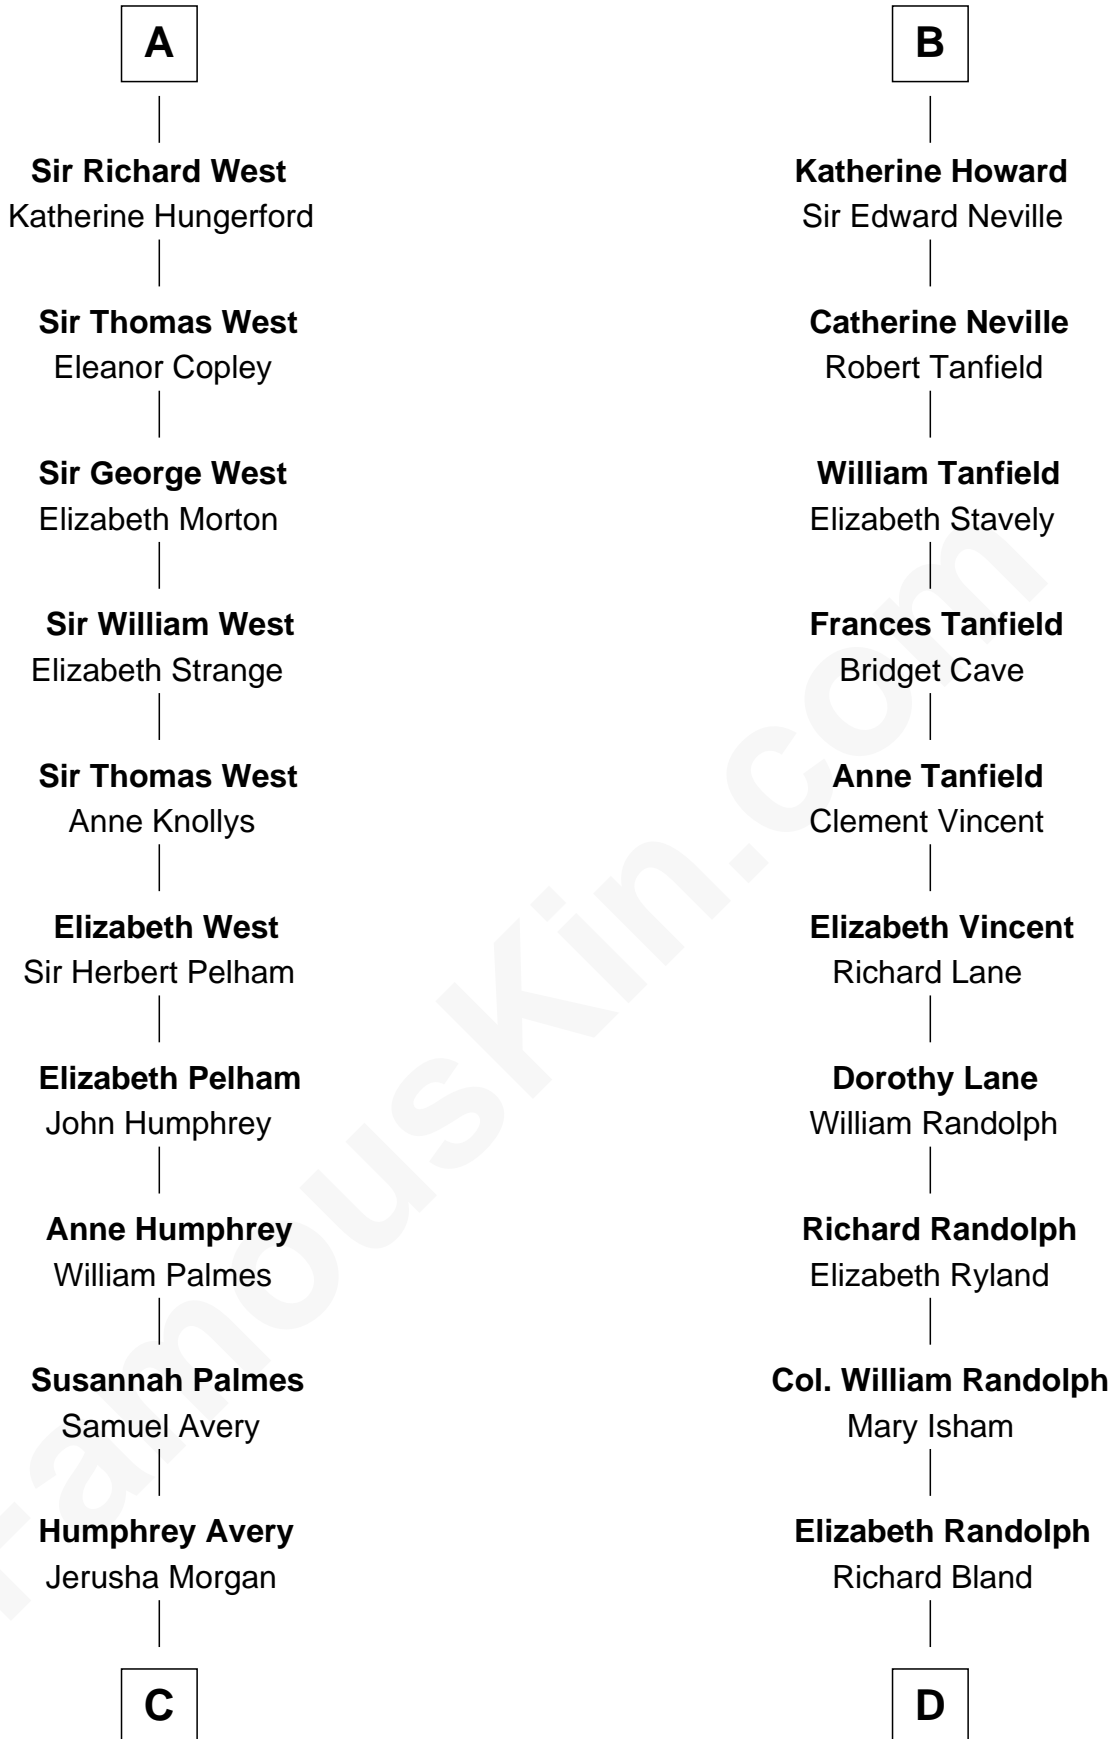 A
Sir Richard West
Katherine Hungerford
Sir Thomas West
Eleanor Copley
Sir George West
Elizabeth Morton
Sir William West
Elizabeth Strange
Sir Thomas West
Anne Knollys
Elizabeth West
Sir Herbert Pelham
Elizabeth Pelham
John Humphrey
Anne Humphrey
William Palmes
Susannah Palmes
Samuel Avery
Humphrey Avery
Jerusha Morgan
C
B
Katherine Howard
Sir Edward Neville
Catherine Neville
Robert Tanfield
William Tanfield
Elizabeth Stavely
Frances Tanfield
Bridget Cave
Anne Tanfield
Clement Vincent
Elizabeth Vincent
Richard Lane
Dorothy Lane
William Randolph
Richard Randolph
Elizabeth Ryland
Col. William Randolph
Mary Isham
Elizabeth Randolph
Richard Bland
D
FamousKin.com